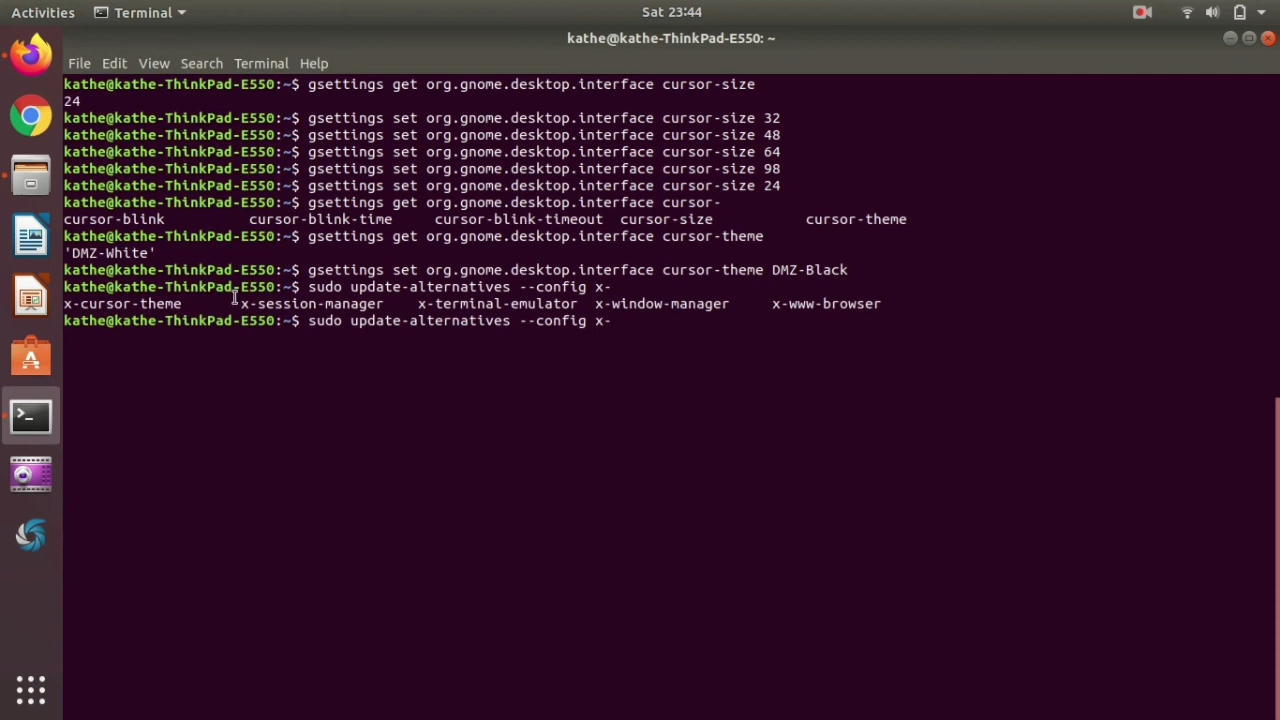 Activities Terminal Sat 23:44
kathe@kathe-ThinkPad-E550: ~
File Edit View Search Terminal Help
kathe@kathe-ThinkPad-E550:~$ gsettings get org.gnome.desktop.interface cursor-size
24
kathe@kathe-ThinkPad-E550:~$ gsettings set org.gnome.desktop.interface cursor-size 32
kathe@kathe-ThinkPad-E550:~$ gsettings set org.gnome.desktop.interface cursor-size 48
kathe@kathe-ThinkPad-E550:~$ gsettings set org.gnome.desktop.interface cursor-size 64
kathe@kathe-ThinkPad-E550:~$ gsettings set org.gnome.desktop.interface cursor-size 98
kathe@kathe-ThinkPad-E550:~$ gsettings set org.gnome.desktop.interface cursor-size 24
kathe@kathe-ThinkPad-E550:~$ gsettings get org.gnome.desktop.interface cursor-
cursor-blink cursor-blink-time cursor-blink-timeout cursor-size cursor-theme
kathe@kathe-ThinkPad-E550:~$ gsettings get org.gnome.desktop.interface cursor-theme
'DMZ-White'
kathe@kathe-ThinkPad-E550:~$ gsettings set org.gnome.desktop.interface cursor-theme DMZ-Black
kathe@kathe-ThinkPad-E550:~$ sudo update-alternatives --config x-
x-cursor-theme x-session-manager x-terminal-emulator x-window-manager x-www-browser
kathe@kathe-ThinkPad-E550:~$ sudo update-alternatives --config x-